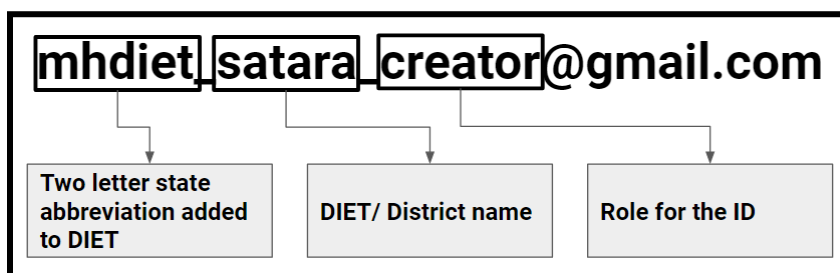 mhdiet_satara_creator@gmail.com
Two letter state
abbreviation added
to DIET
DIET/ District name
Role for the ID